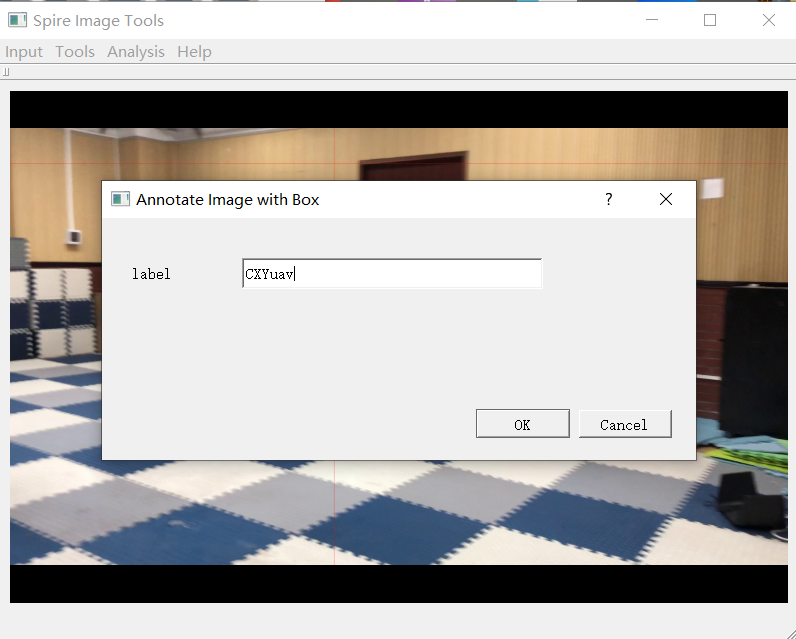 Spire Image Tools
Input Tools Analysis Help
Annotate Image with Box
?
label
CXYuav
OK Cancel